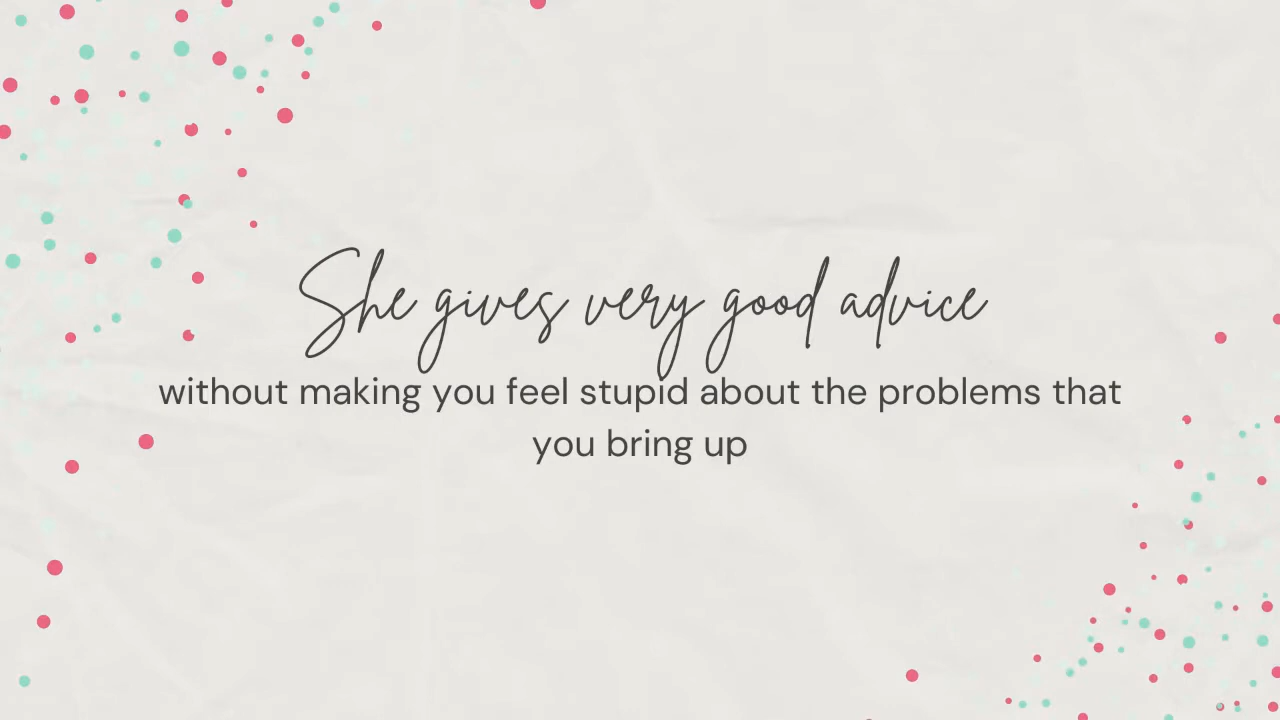 She gives very good advice
without making you feel stupid about the problems that
you bring up